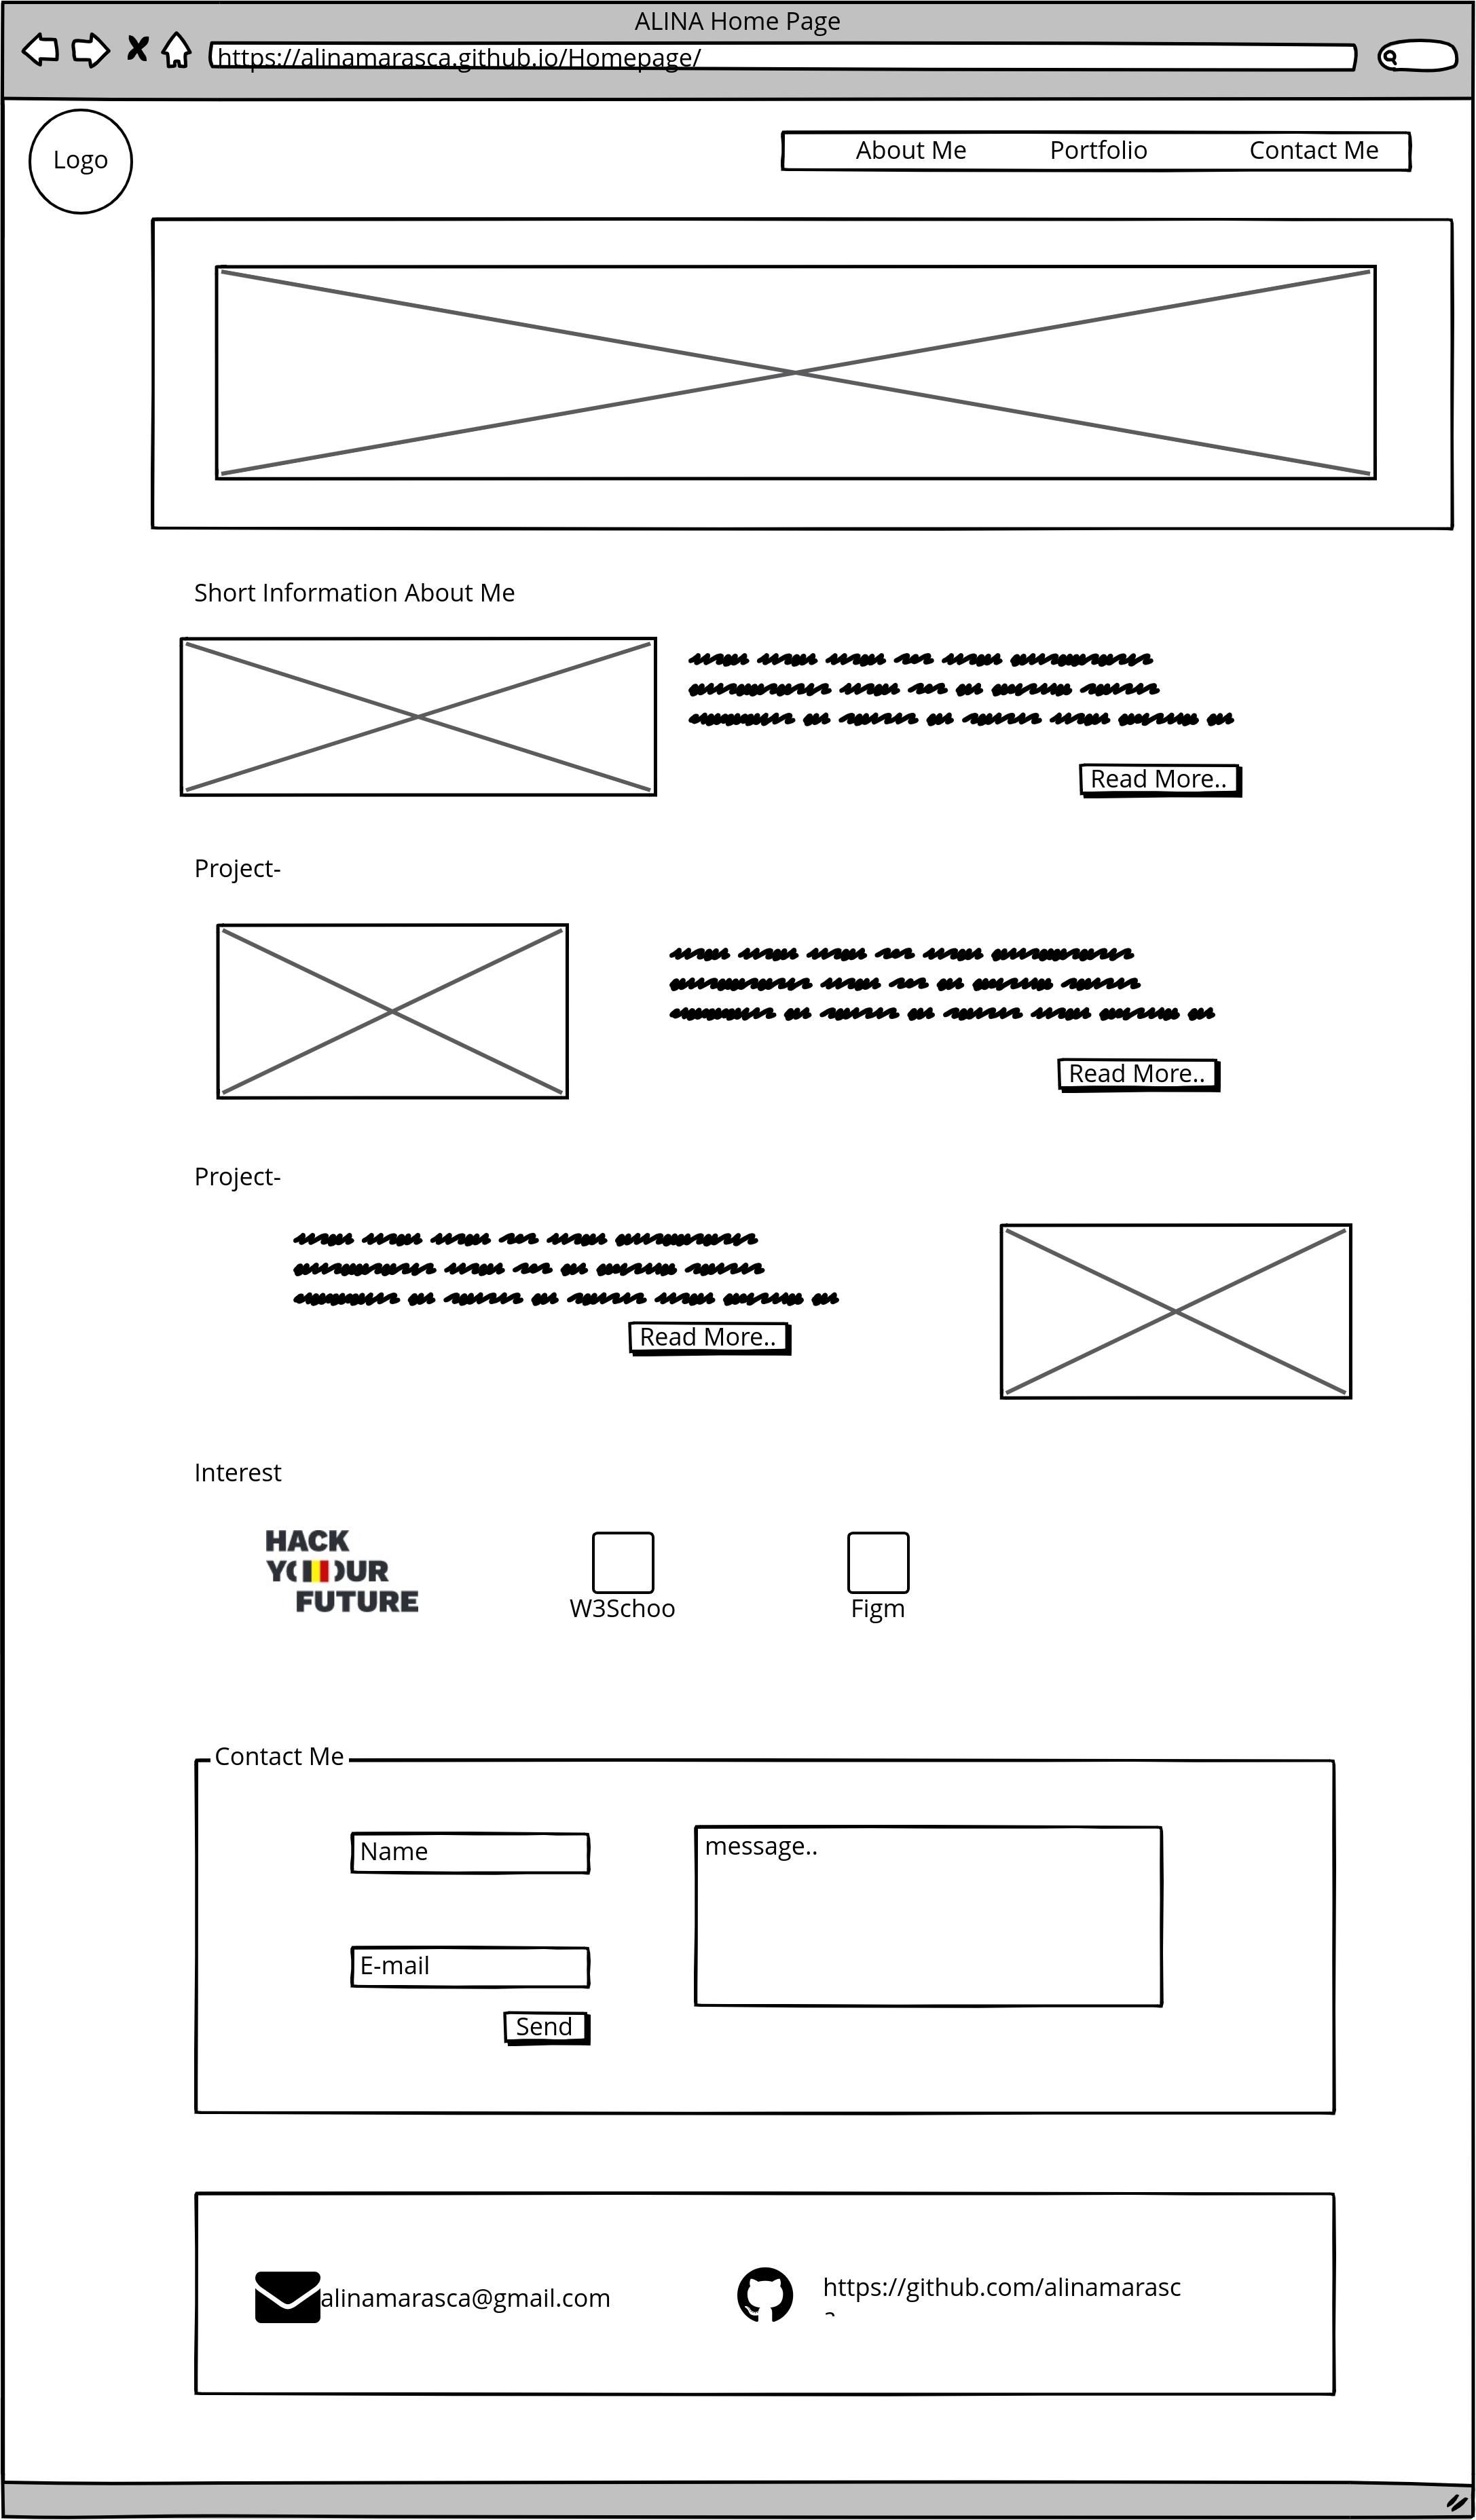 ALINA Home Page
https://alinamarasca.github.io/Homepage/
Logo
About Me
Portfolio
Contact Me
Short Information About Me
Read More..
Project-
Read More..
Project-
Read More..
Interest
HACK
YOUR
FUTURE
W3Schoo
Figm
Contact Me
Name
message..
E-mail
Send
alinamarasca@gmail.com
https://github.com/alinamarasc